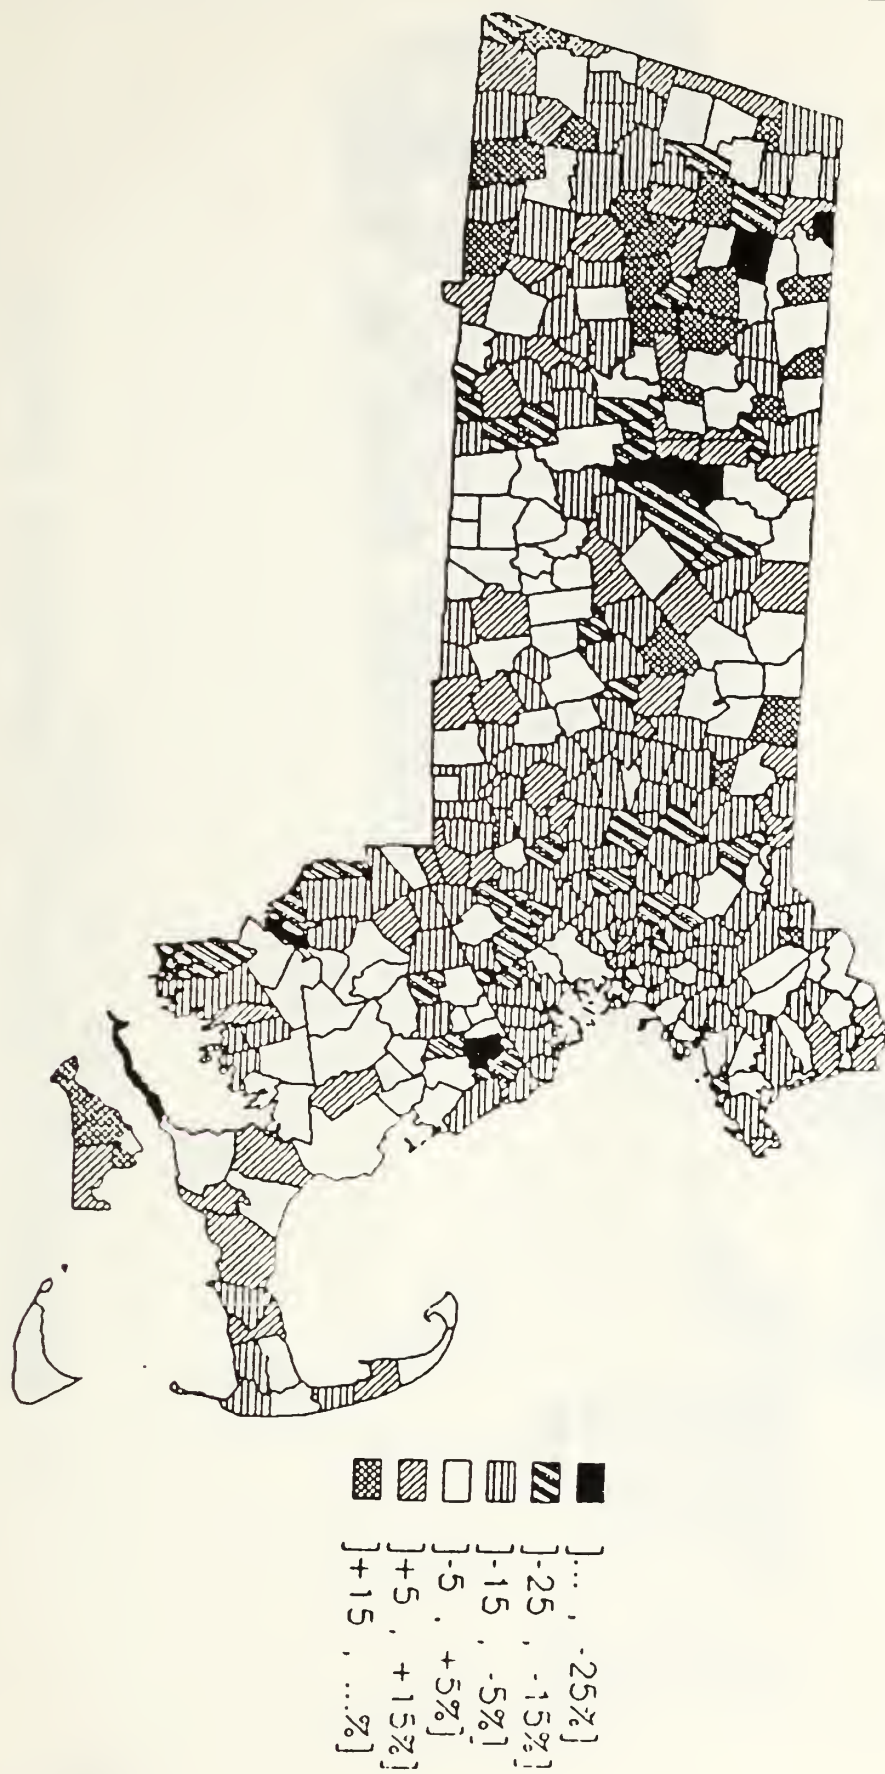 ]... , -25%]
]-25 , -15%]
]-15 , -5%]
]-5 , +5%]
]+5 , +15%]
]+15 , ...%]